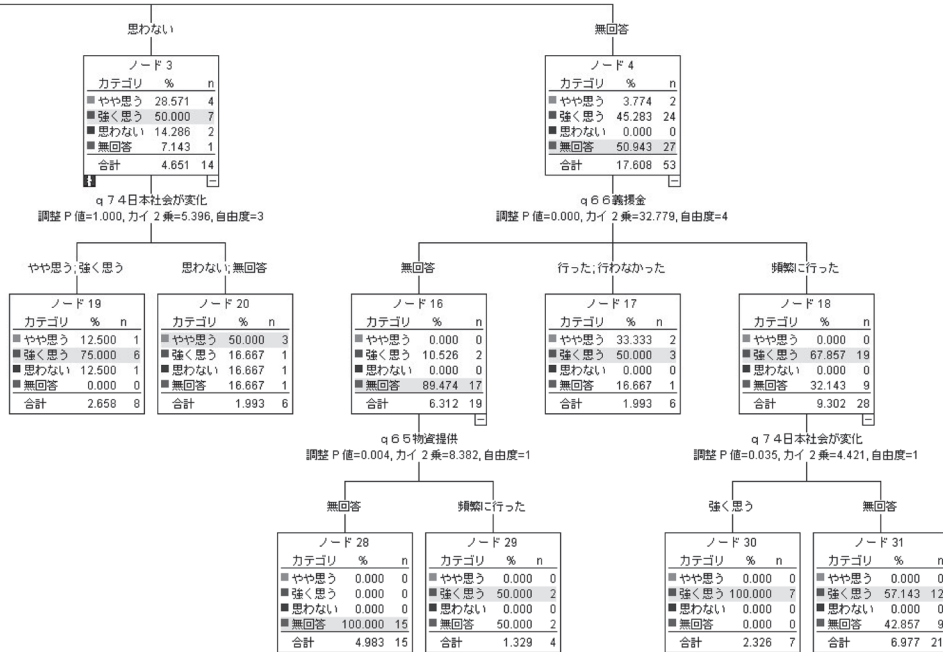 思わない
無回答
ノード 3
カテゴリ % n
やや思う 28.571 4
強く思う 50.000 7
思わない 14.286 2
無回答 7.143 1
合計 4.651 14
ノード 4
カテゴリ % n
やや思う 3.774 2
強く思う 45.283 24
思わない 0.000 0
無回答 50.943 27
合計 17.608 53
q74日本社会が変化
調整 P 値=1.000, カイ 2 乗=5.396, 自由度=3
q66義援金
調整 P 値=0.000, カイ 2 乗=32.779, 自由度=4
やや思う; 強く思う
思わない; 無回答
無回答
行った; 行わなかった
頻繁に行った
ノード 19
カテゴリ % n
やや思う 12.500 1
強く思う 75.000 6
思わない 12.500 1
無回答 0.000 0
合計 2.658 8
ノード 20
カテゴリ % n
やや思う 50.000 3
強く思う 16.667 1
思わない 16.667 1
無回答 16.667 1
合計 1.993 6
ノード 16
カテゴリ % n
やや思う 0.000 0
強く思う 10.526 2
思わない 0.000 0
無回答 89.474 17
合計 6.312 19
ノード 17
カテゴリ % n
やや思う 33.333 2
強く思う 50.000 3
思わない 0.000 0
無回答 16.667 1
合計 1.993 6
ノード 18
カテゴリ % n
やや思う 0.000 0
強く思う 67.857 19
思わない 0.000 0
無回答 32.143 9
合計 9.302 28
q65物資提供
調整 P 値=0.004, カイ 2 乗=8.382, 自由度=1
q74日本社会が変化
調整 P 値=0.035, カイ 2 乗=4.421, 自由度=1
無回答
頻繁に行った
強く思う
無回答
ノード 28
カテゴリ % n
やや思う 0.000 0
強く思う 0.000 0
思わない 0.000 0
無回答 100.000 15
合計 4.983 15
ノード 29
カテゴリ % n
やや思う 0.000 0
強く思う 50.000 2
思わない 0.000 0
無回答 50.000 2
合計 1.329 4
ノード 30
カテゴリ % n
やや思う 0.000 0
強く思う 100.000 7
思わない 0.000 0
無回答 0.000 0
合計 2.326 7
ノード 31
カテゴリ % n
やや思う 0.000 0
強く思う 57.143 12
思わない 0.000 0
無回答 42.857 9
合計 6.977 21